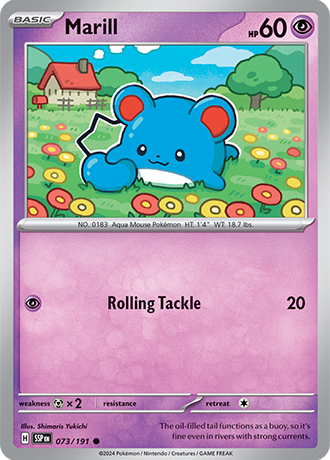 BASIC
Marill
HP 60
NO. 0183 Aqua Mouse Pokémon HT: 1'4" WT: 18.7 lbs.
Rolling Tackle 20
weakness ×2 resistance retreat
Illus. Shimaris Yukichi
H SSP EN 073/191
The oil-filled tail functions as a buoy, so it's
fine even in rivers with strong currents.
©2024 Pokémon / Nintendo / Creatures / GAME FREAK